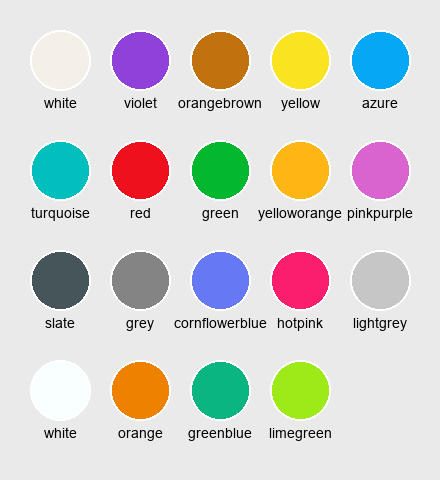 white violet orangebrown yellow azure
turquoise red green yelloworange pinkpurple
slate grey cornflowerblue hotpink lightgrey
white orange greenblue limegreen